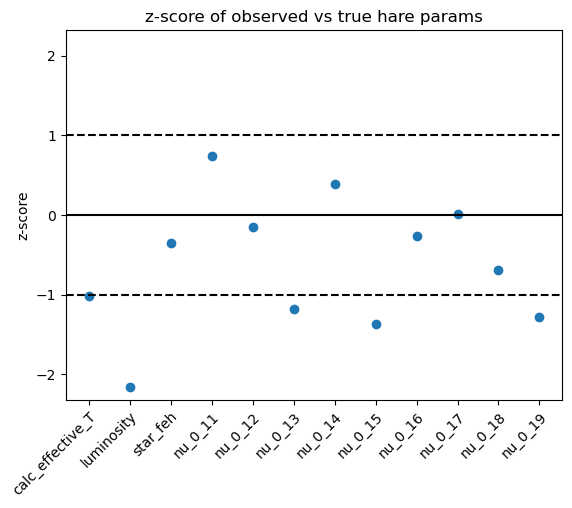 z-score of observed vs true hare params
z-score
2
1
0
−1
−2
calc_effective_T
luminosity
star_feh
nu_0_11
nu_0_12
nu_0_13
nu_0_14
nu_0_15
nu_0_16
nu_0_17
nu_0_18
nu_0_19